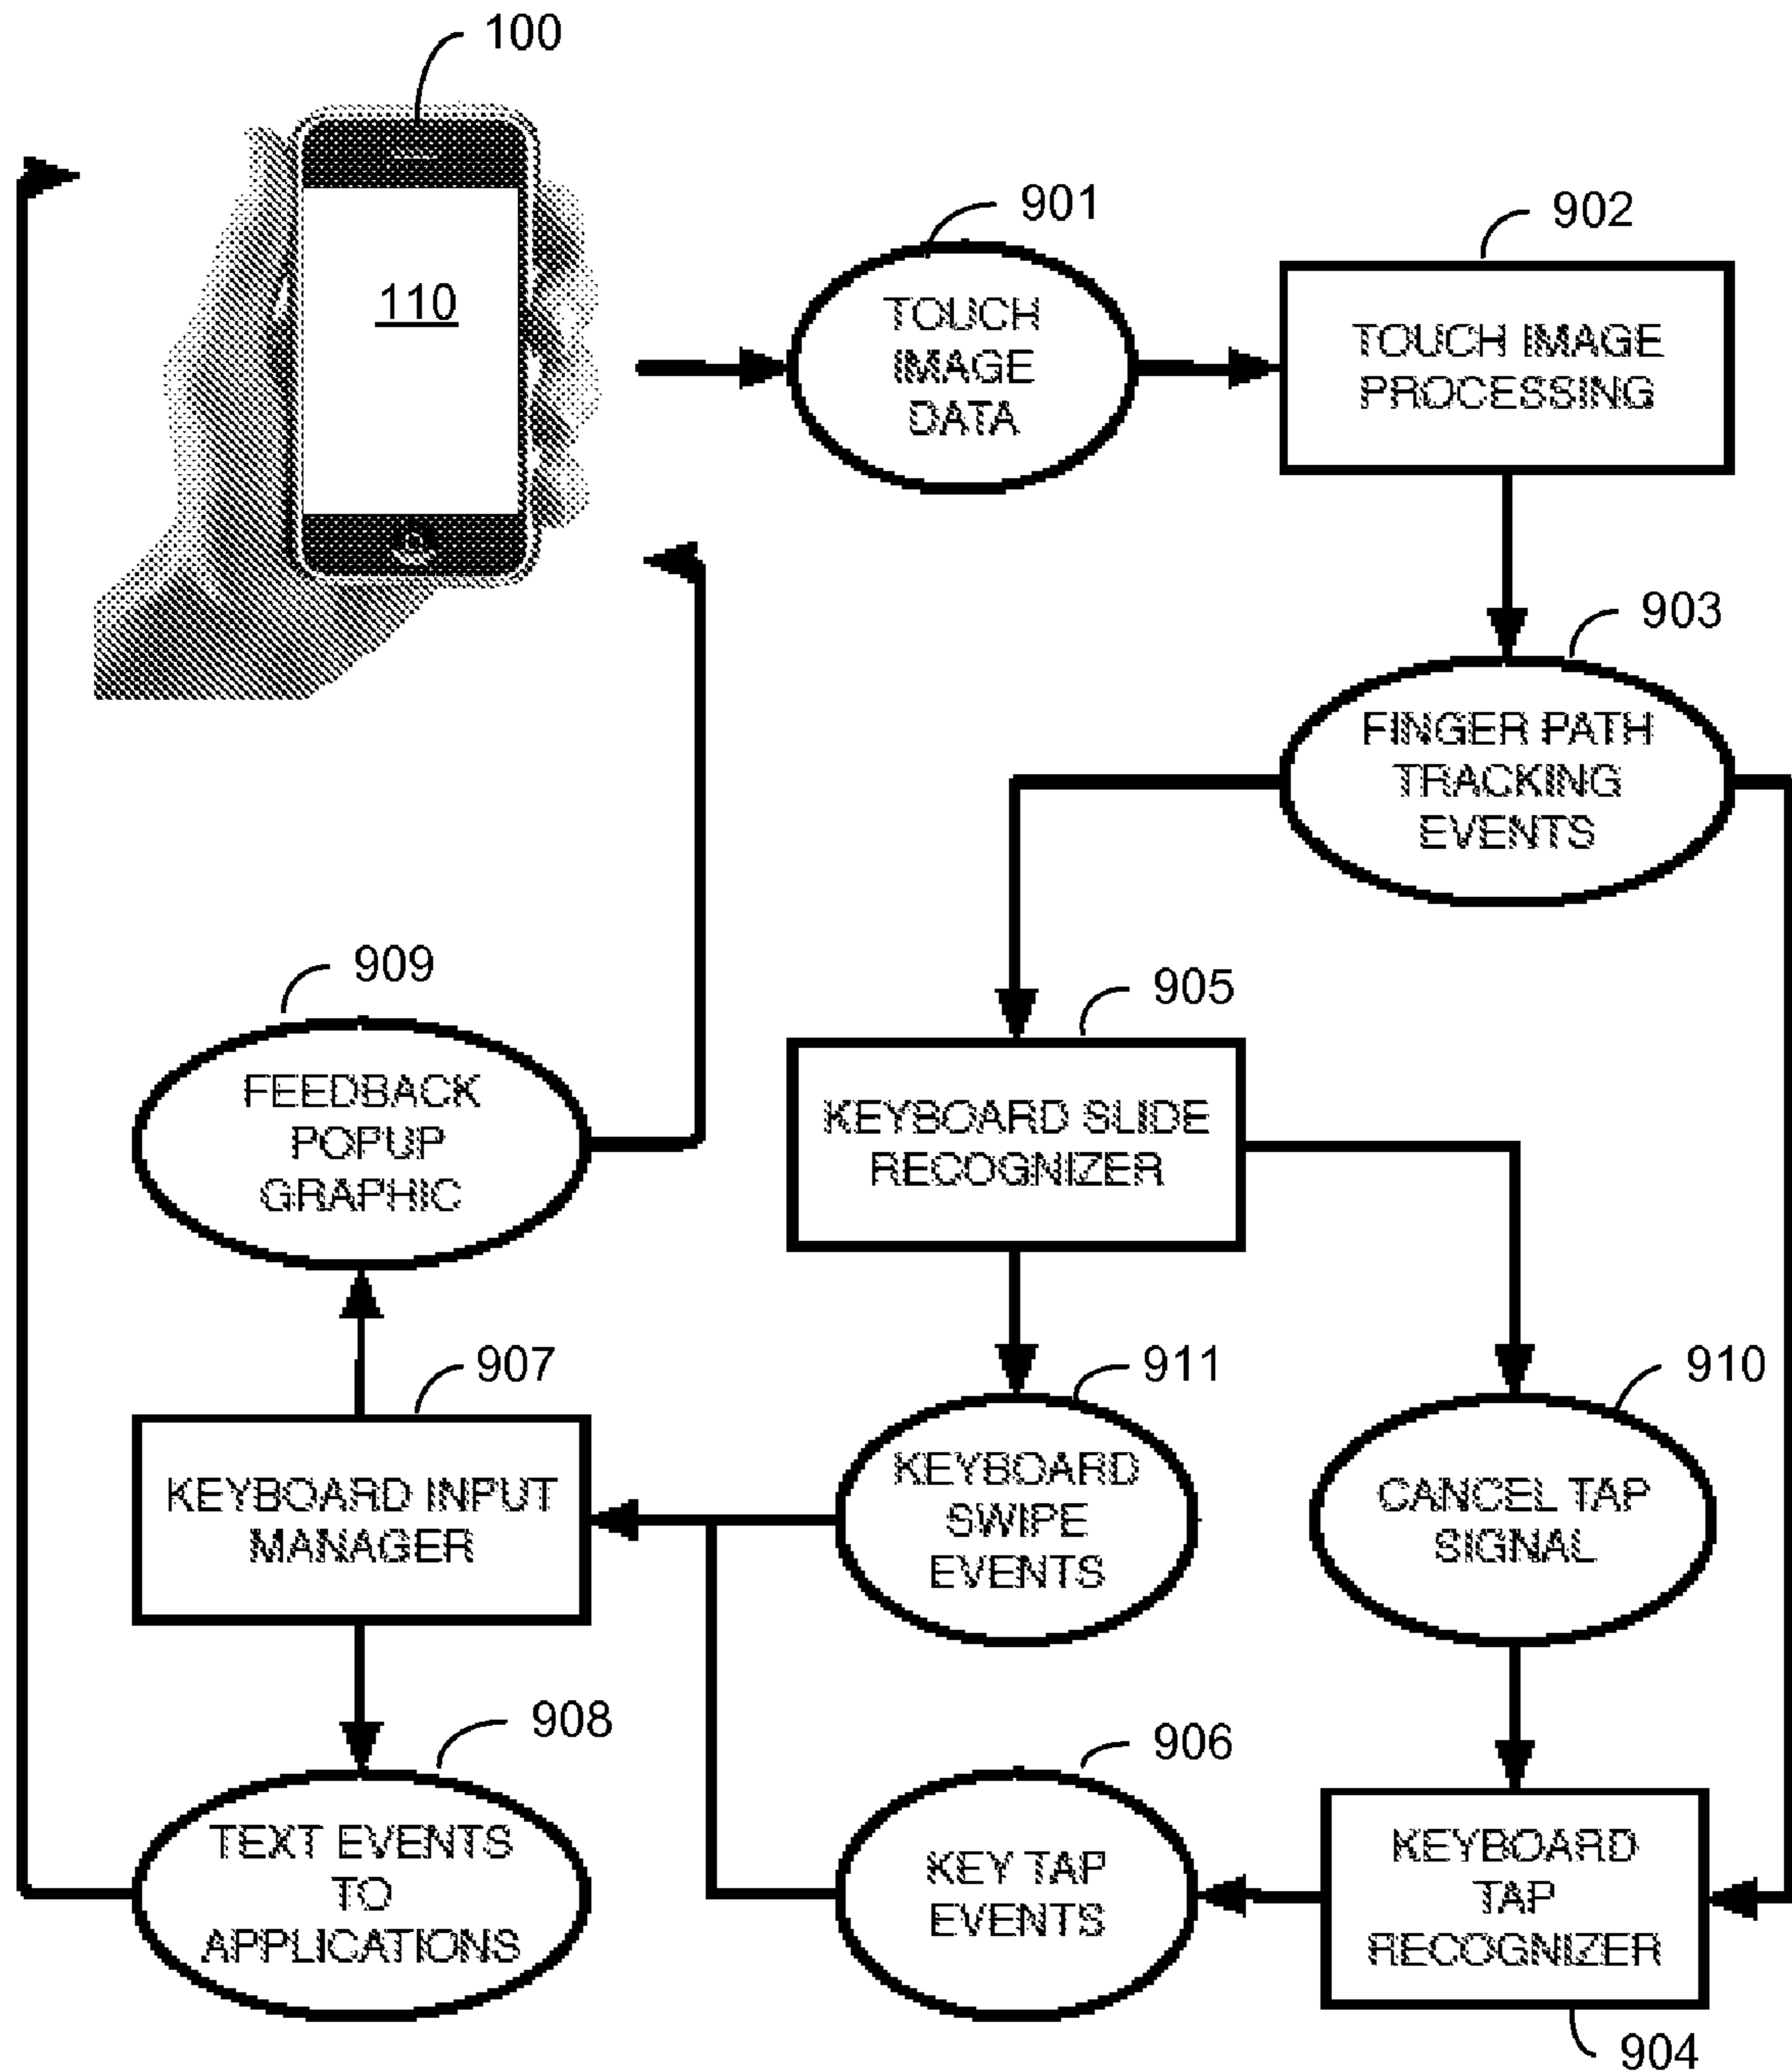 100
110
901
TOUCH
IMAGE
DATA
902
TOUCH IMAGE
PROCESSING
903
FINGER PATH
TRACKING
EVENTS
909
FEEDBACK
POPUP
GRAPHIC
905
KEYBOARD SLIDE
RECOGNIZER
907
KEYBOARD INPUT
MANAGER
911
KEYBOARD
SWIPE
EVENTS
910
CANCEL TAP
SIGNAL
908
TEXT EVENTS
TO
APPLICATIONS
906
KEY TAP
EVENTS
KEYBOARD
TAP
RECOGNIZER
904